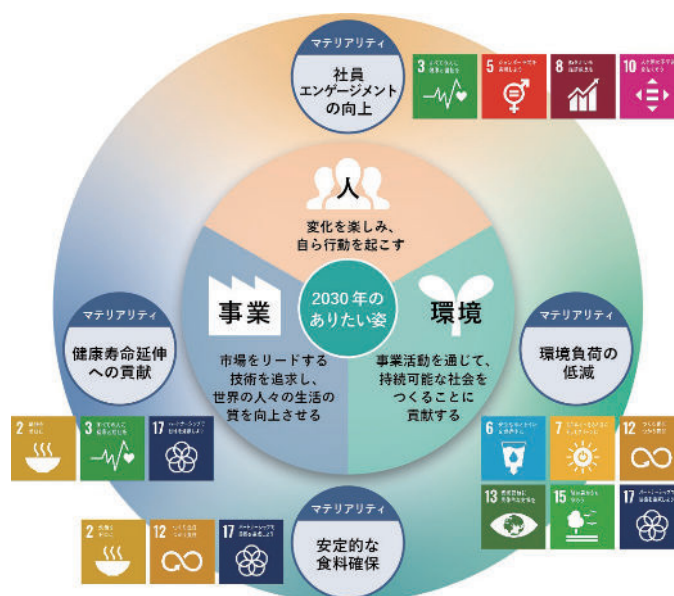 マテリアリティ
社員
エンゲージメント
の向上
3
5
8
10
人
変化を楽しみ、
自ら行動を起こす
2030年の
ありたい姿
事業
市場をリードする
技術を追求し、
世界の人々の生活の
質を向上させる
環境
事業活動を通じて、
持続可能な社会を
つくることに
貢献する
マテリアリティ
健康寿命延伸
への貢献
2
3
17
マテリアリティ
環境負荷の
低減
6
7
12
13
15
17
マテリアリティ
安定的な
食料確保
2
12
17